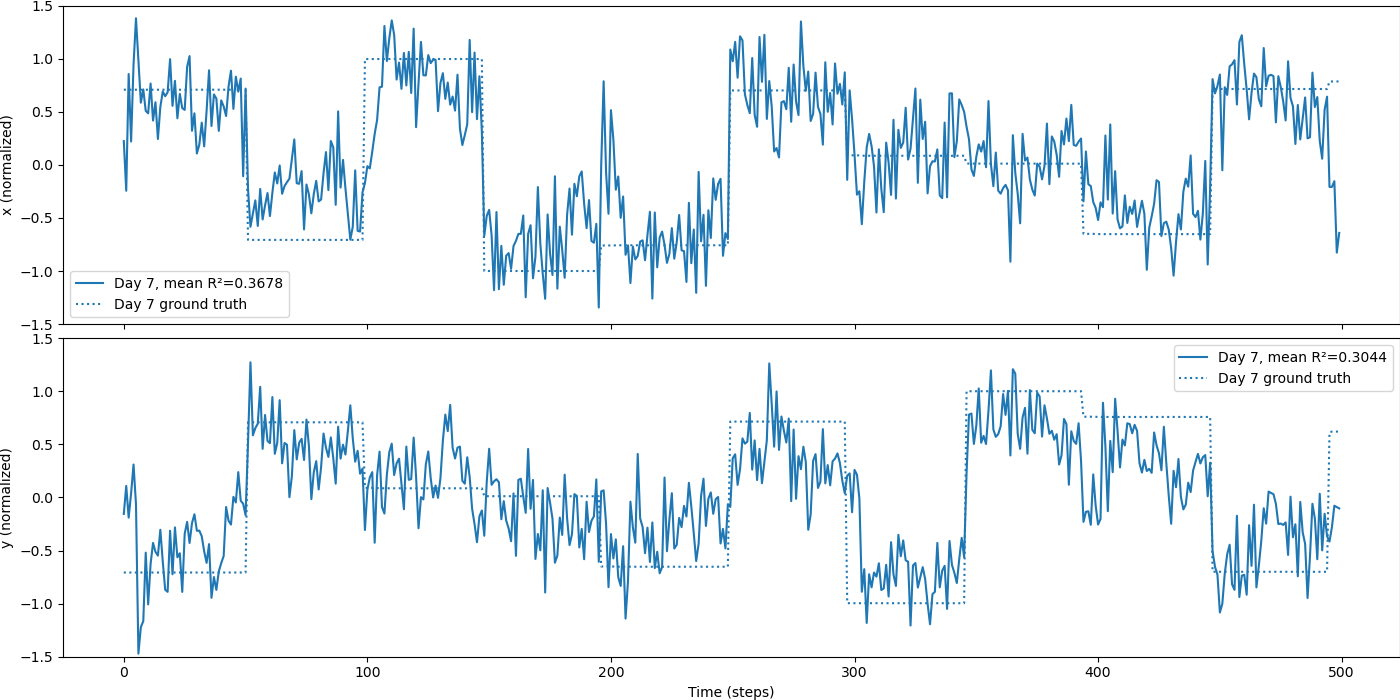 1.5
1.0
0.5
0.0
−0.5
−1.0
−1.5
x (normalized)
Day 7, mean R²=0.3678
Day 7 ground truth
1.5
1.0
0.5
0.0
−0.5
−1.0
−1.5
y (normalized)
Day 7, mean R²=0.3044
Day 7 ground truth
0 100 200 300 400 500
Time (steps)